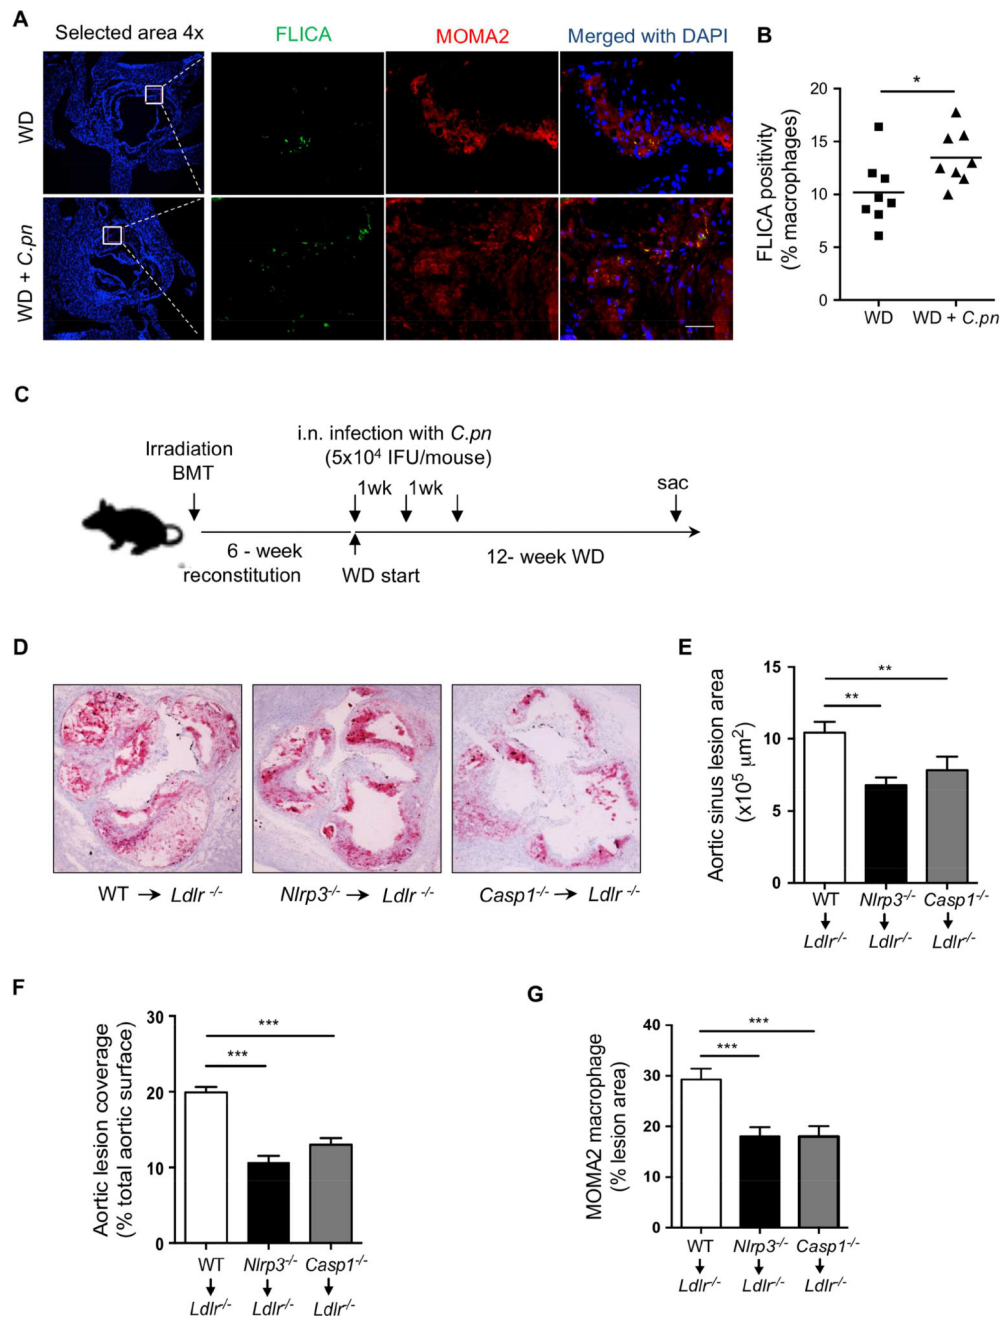 A
Selected area 4x FLICA MOMA2 Merged with DAPI
WD
WD + C.pn
B
FLICA positivity
(% macrophages)
20
15
10
5
0
*
WD WD + C.pn
C
Irradiation
BMT
i.n. infection with C.pn
(5x10⁴ IFU/mouse)
1wk 1wk
sac
6 - week
reconstitution
WD start
12- week WD
D
WT → Ldlr -/-
Nlrp3-/- → Ldlr -/-
Casp1-/- → Ldlr -/-
E
Aortic sinus lesion area
(x10⁵ µm²)
15
10
5
0
**
**
WT Nlrp3-/- Casp1-/-
↓ ↓ ↓
Ldlr-/- Ldlr-/- Ldlr-/-
F
Aortic lesion coverage
(% total aortic surface)
30
20
10
0
***
***
WT Nlrp3-/- Casp1-/-
↓ ↓ ↓
Ldlr-/- Ldlr-/- Ldlr-/-
G
MOMA2 macrophage
(% lesion area)
40
30
20
10
0
***
***
WT Nlrp3-/- Casp1-/-
↓ ↓ ↓
Ldlr-/- Ldlr-/- Ldlr-/-